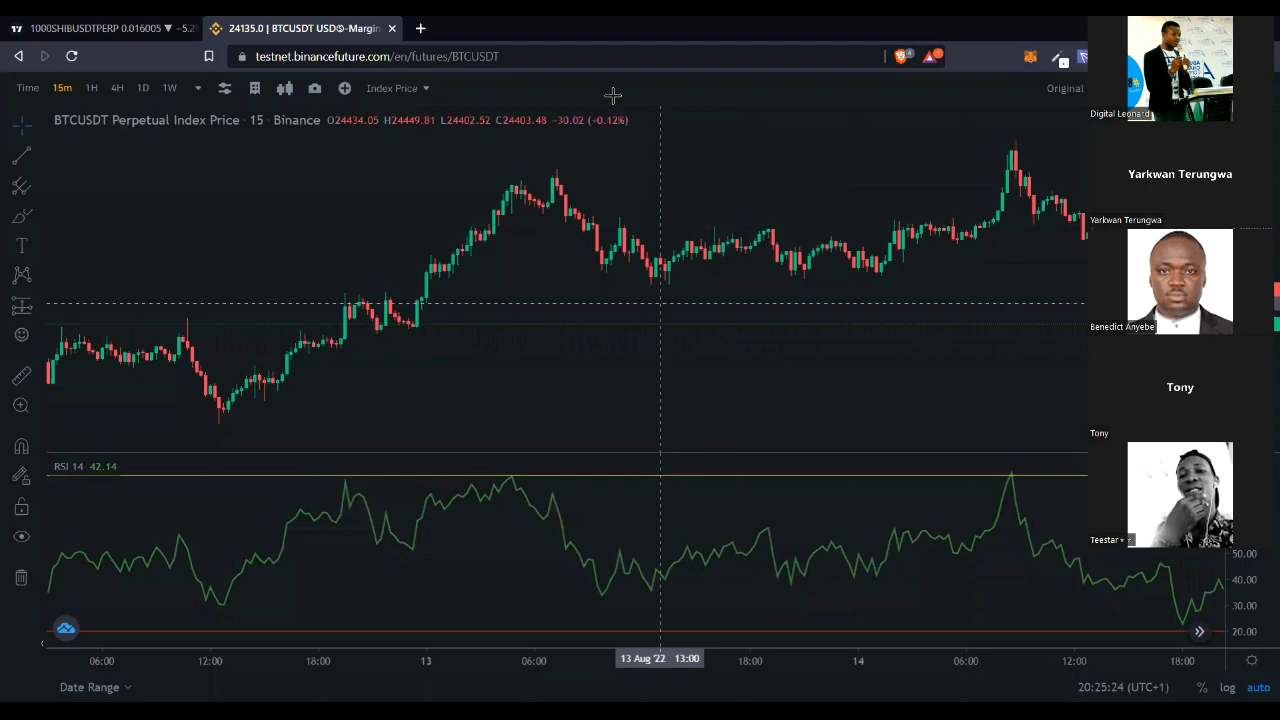 1000SHIBUSDTPERP 0.016005 ▼ −5.2
24135.0 | BTCUSDT USDⓈ-Margin
testnet.binancefuture.com/en/futures/BTCUSDT
Time 15m 1H 4H 1D 1W Index Price Original
BTCUSDT Perpetual Index Price · 15 · Binance O24434.05 H24449.81 L24402.52 C24403.48 −30.02 (−0.12%)
Digital Leonard
Yarkwan Terungwa
Yarkwan Terungwa
Benedict Anyebe
Tony
Tony
RSI 14 42.14
Teestar
50.00
40.00
30.00
20.00
06:00 12:00 18:00 13 06:00 13 Aug '22 13:00 18:00 14 06:00 12:00 18:00
Date Range 20:25:24 (UTC+1) % log auto